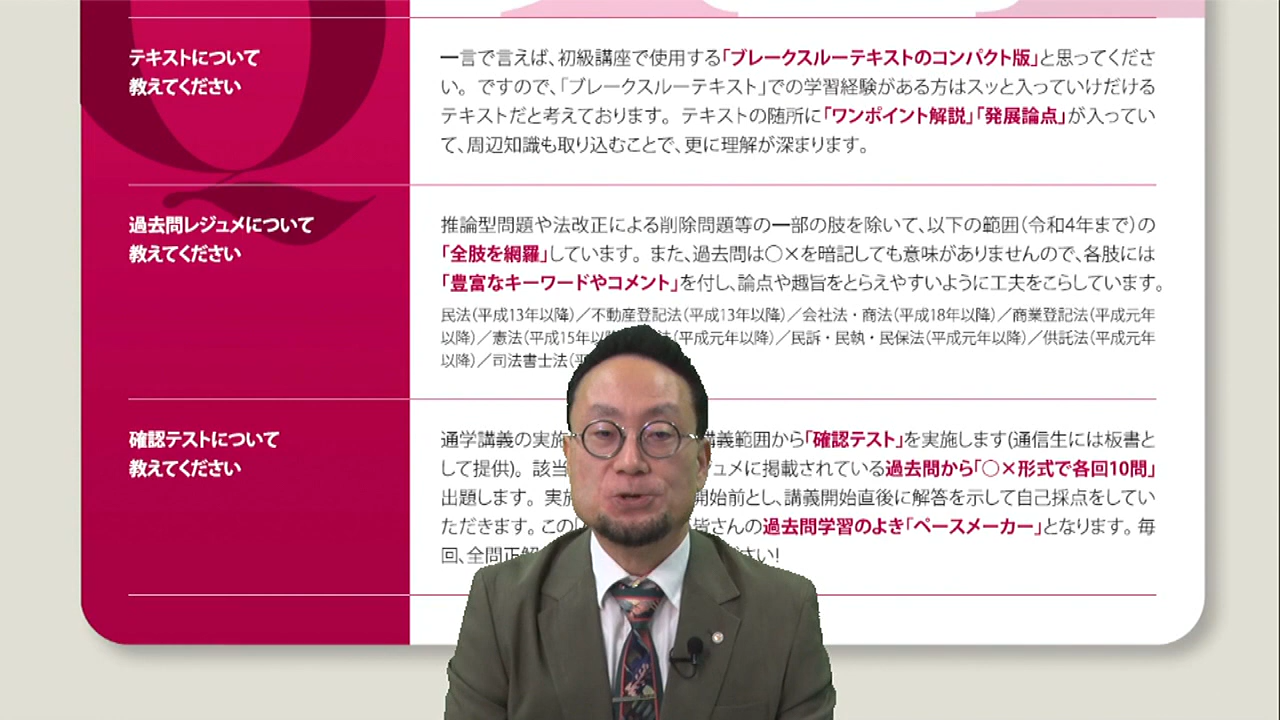 テキストについて
教えてください
一言で言えば、初級講座で使用する「ブレークスルーテキストのコンパクト版」と思ってくださ
い。ですので、「ブレークスルーテキスト」での学習経験がある方はスッと入っていけだける
テキストだと考えております。テキストの随所に「ワンポイント解説」「発展論点」が入ってい
て、周辺知識も取り込むことで、更に理解が深まります。
過去問レジュメについて
教えてください
推論型問題や法改正による削除問題等の一部の肢を除いて、以下の範囲（令和4年まで）の
「全肢を網羅」しています。また、過去問は〇×を暗記しても意味がありませんので、各肢には
「豊富なキーワードやコメント」を付し、論点や趣旨をとらえやすいように工夫をこらしています。
民法（平成13年以降）／不動産登記法（平成13年以降）／会社法・商法（平成18年以降）／商業登記法（平成元年
以降）／憲法（平成15年以 法（平成元年以降）／民訴・民執・民保法（平成元年以降）／供託法（平成元年
以降）／司法書士法（平
確認テストについて
教えてください
通学講義の実施 講義範囲から「確認テスト」を実施します(通信生には板書と
して提供)。該当 ュメに掲載されている過去問から「〇×形式で各回10問」
出題します。実施 開始前とし、講義開始直後に解答を示して自己採点をしてい
ただきます。この 皆さんの過去問学習のよき「ペースメーカー」となります。毎
回、全問正解 ださい!